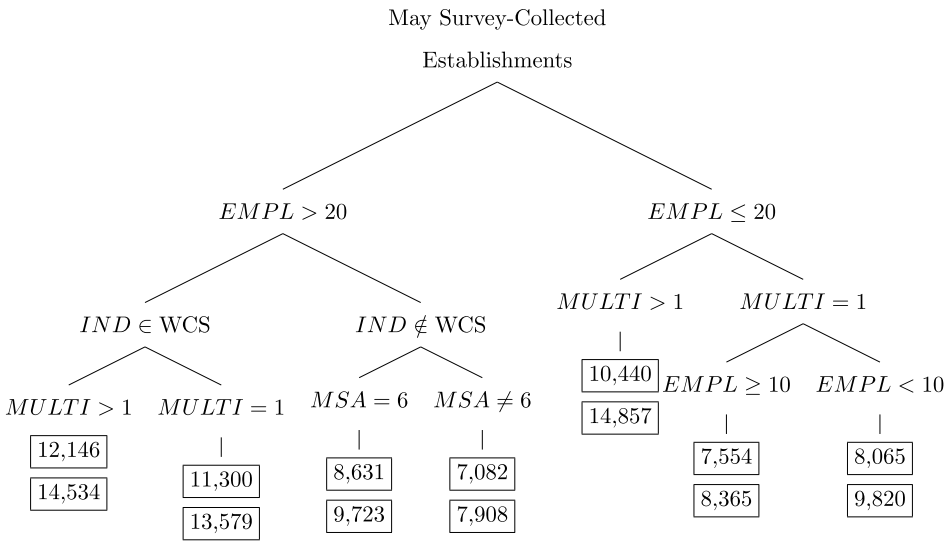 May Survey-Collected
Establishments
EMPL > 20
EMPL ≤ 20
IND ∈ WCS
IND ∉ WCS
MULTI > 1
MULTI = 1
MULTI > 1
12,146
14,534
MULTI = 1
11,300
13,579
MSA = 6
8,631
9,723
MSA ≠ 6
7,082
7,908
10,440
14,857
EMPL ≥ 10
7,554
8,365
EMPL < 10
8,065
9,820